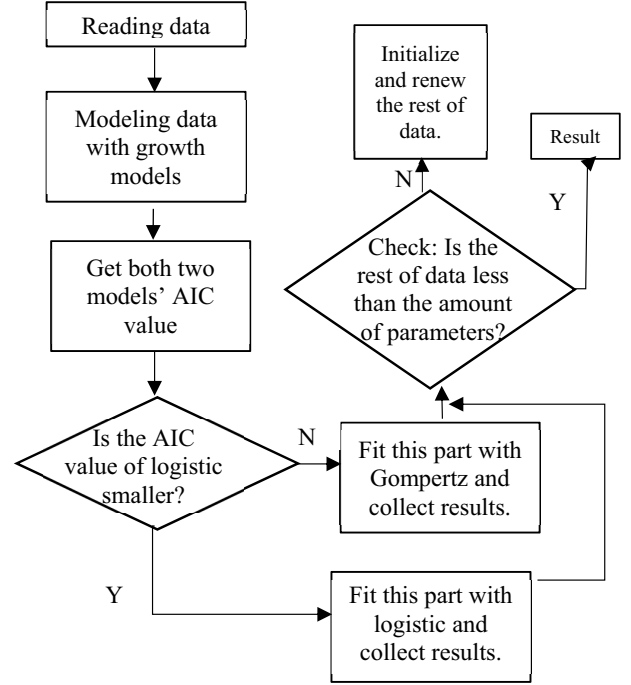 Reading data
Modeling data
with growth
models
Get both two
models’ AIC
value
Is the AIC
value of logistic
smaller?
N
Y
Fit this part with
Gompertz and
collect results.
Fit this part with
logistic and
collect results.
Check: Is the
rest of data less
than the amount
of parameters?
N
Y
Initialize
and renew
the rest of
data.
Result